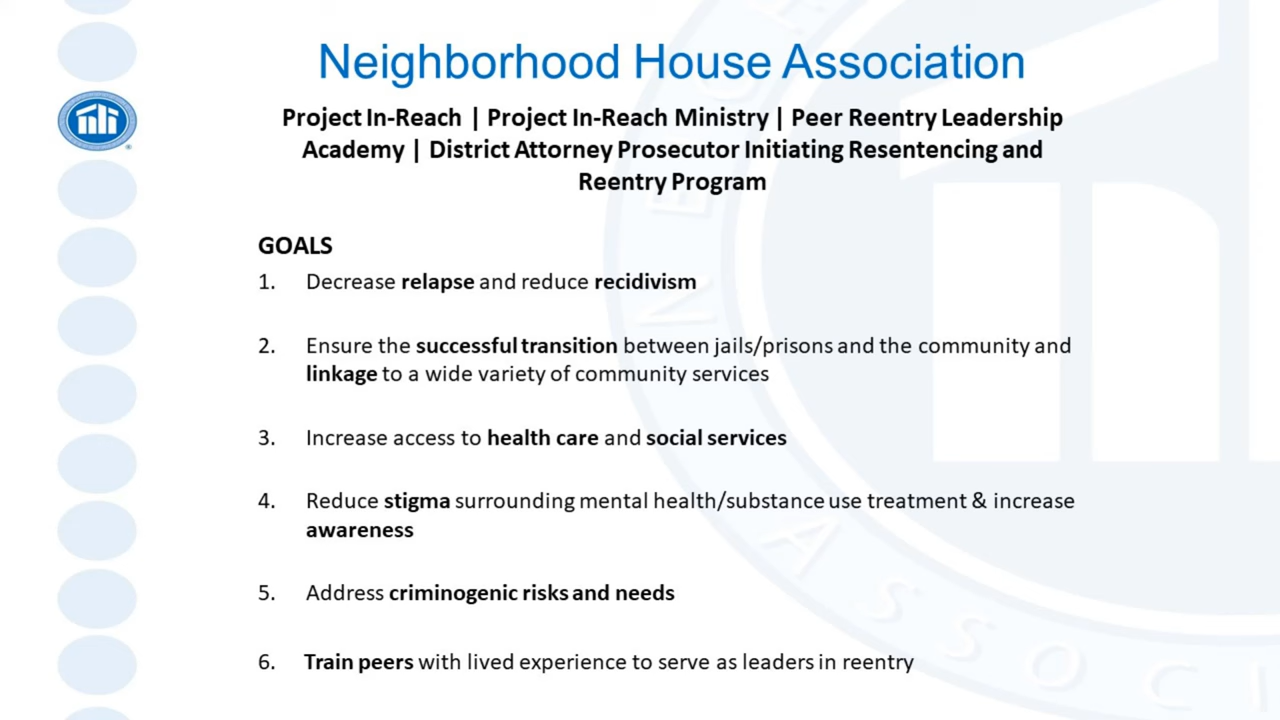 Neighborhood House Association
Project In-Reach | Project In-Reach Ministry | Peer Reentry Leadership
Academy | District Attorney Prosecutor Initiating Resentencing and
Reentry Program
GOALS
1. Decrease relapse and reduce recidivism
2. Ensure the successful transition between jails/prisons and the community and
linkage to a wide variety of community services
3. Increase access to health care and social services
4. Reduce stigma surrounding mental health/substance use treatment & increase
awareness
5. Address criminogenic risks and needs
6. Train peers with lived experience to serve as leaders in reentry